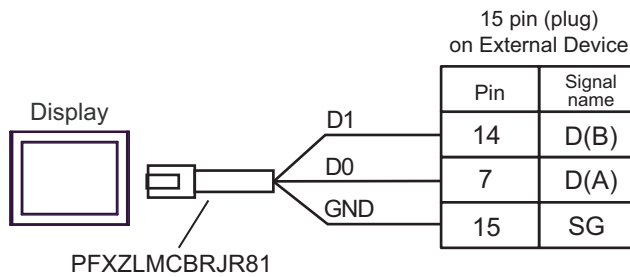 15 pin (plug)
on External Device
Pin
Signal
name
Display
D1
14
D(B)
D0
7
D(A)
GND
15
SG
PFXZLMCBRJR81